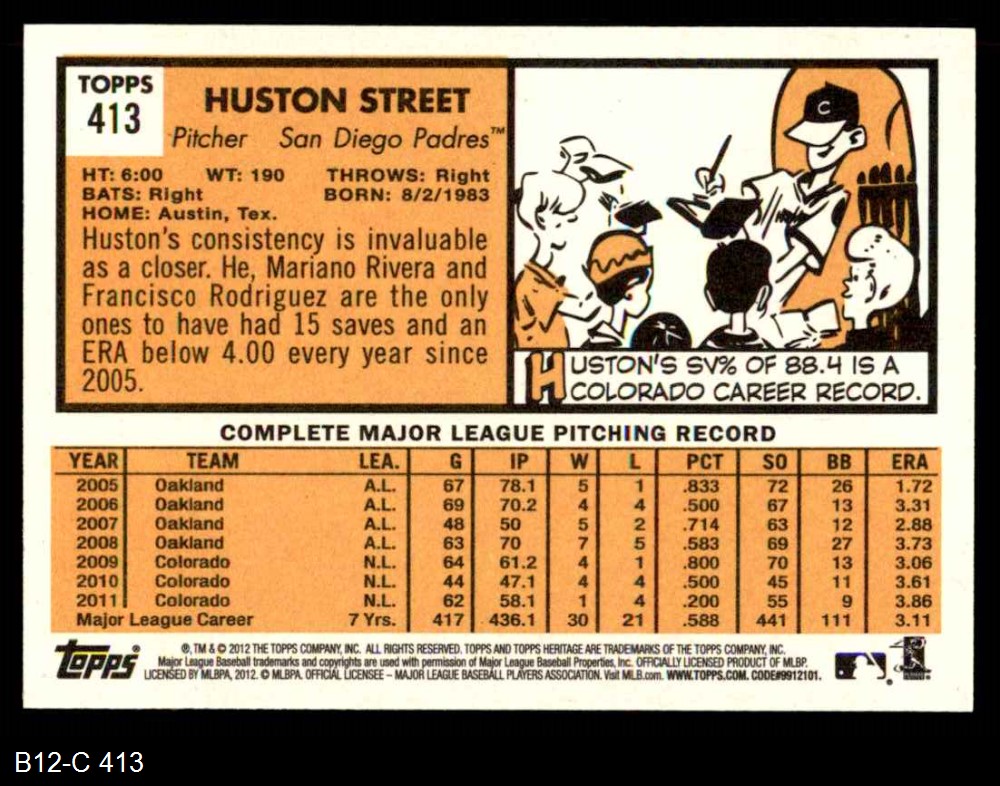 TOPPS
413
HUSTON STREET
Pitcher San Diego Padres™
HT: 6:00 WT: 190 THROWS: Right
BATS: Right BORN: 8/2/1983
HOME: Austin, Tex.
Huston's consistency is invaluable
as a closer. He, Mariano Rivera and
Francisco Rodriguez are the only
ones to have had 15 saves and an
ERA below 4.00 every year since
2005.
C
HUSTON'S SV% OF 88.4 IS A
COLORADO CAREER RECORD.
COMPLETE MAJOR LEAGUE PITCHING RECORD
YEAR TEAM LEA. G IP W L PCT SO BB ERA
2005 Oakland A.L. 67 78.1 5 1 .833 72 26 1.72
2006 Oakland A.L. 69 70.2 4 4 .500 67 13 3.31
2007 Oakland A.L. 48 50 5 2 .714 63 12 2.88
2008 Oakland A.L. 63 70 7 5 .583 69 27 3.73
2009 Colorado N.L. 64 61.2 4 1 .800 70 13 3.06
2010 Colorado N.L. 44 47.1 4 4 .500 45 11 3.61
2011 Colorado N.L. 62 58.1 1 4 .200 55 9 3.86
Major League Career 7 Yrs. 417 436.1 30 21 .588 441 111 3.11
topps®
®, TM & © 2012 THE TOPPS COMPANY, INC. ALL RIGHTS RESERVED. TOPPS AND TOPPS HERITAGE ARE TRADEMARKS OF THE TOPPS COMPANY, INC.
Major League Baseball trademarks and copyrights are used with permission of Major League Baseball Properties, Inc. OFFICIALLY LICENSED PRODUCT OF MLBP.
LICENSED BY MLBPA, 2012. © MLBPA. OFFICIAL LICENSEE – MAJOR LEAGUE BASEBALL PLAYERS ASSOCIATION. Visit MLB.com. WWW.TOPPS.COM. CODE#9912101.
B12-C 413